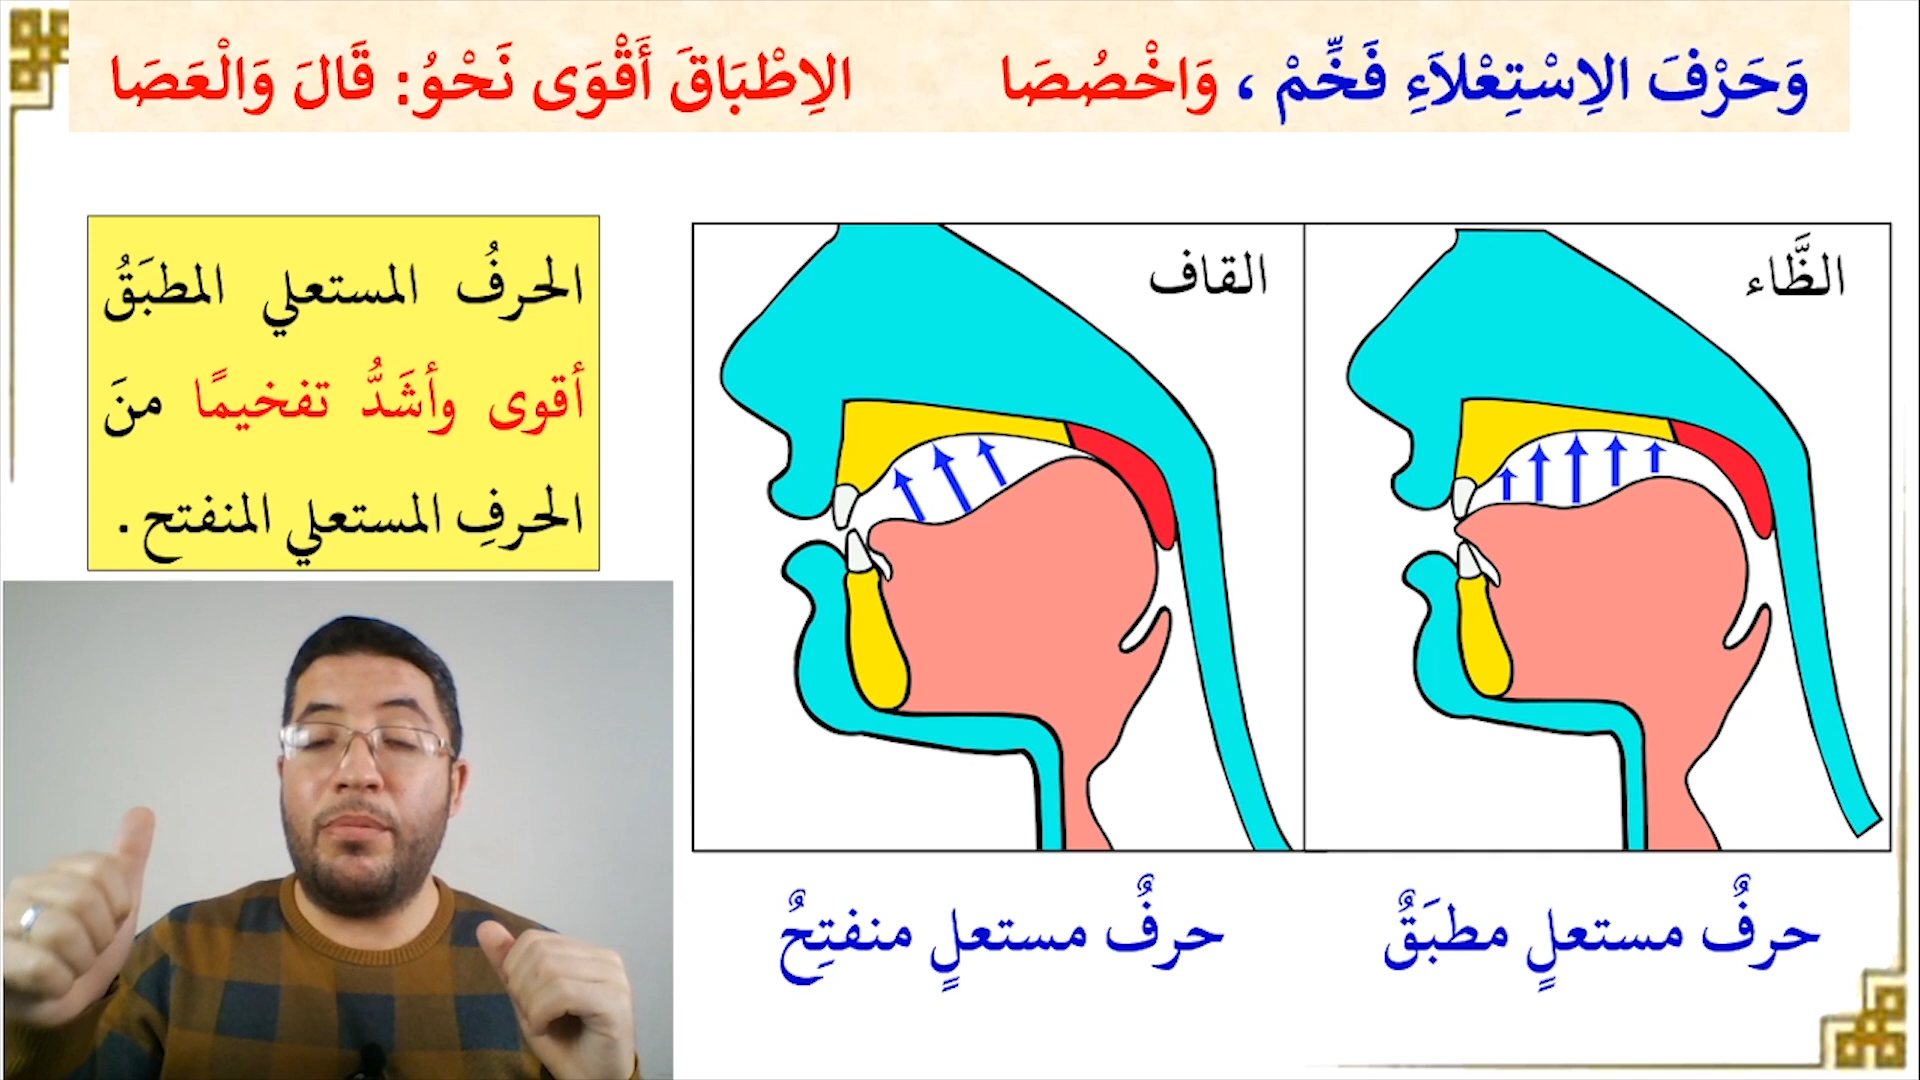 وَحَرْفَ الِاسْتِعْلَاءِ فَخِّمْ ، وَاخْصُصَا الِاطْبَاقَ أَقْوَى نَحْوُ: قَالَ وَالْعَصَا
الظَّاء
القاف
حرفٌ مستعلٍ مطبَقٌ
حرفٌ مستعلٍ منفتِحٌ
الحرفُ المستعلي المطبَقُ
أقوى وأشَدُّ تفخيمًا منَ
الحرفِ المستعلي المنفتح .